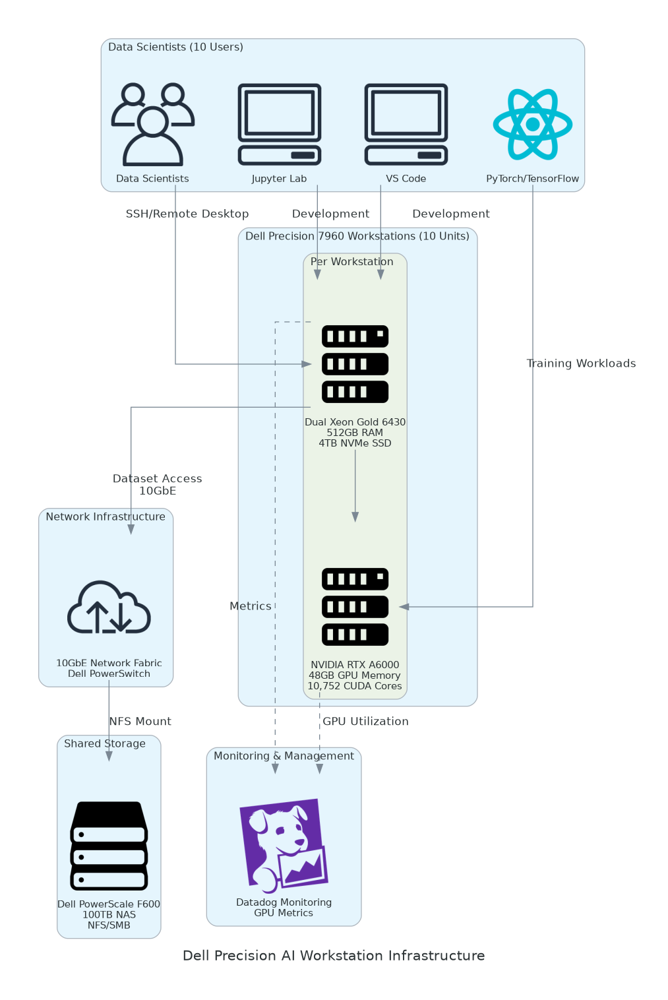 Data Scientists (10 Users)
Data Scientists
Jupyter Lab
VS Code
PyTorch/TensorFlow
SSH/Remote Desktop
Development
Development
Dell Precision 7960 Workstations (10 Units)
Per Workstation
Training Workloads
Dual Xeon Gold 6430
512GB RAM
4TB NVMe SSD
Dataset Access
10GbE
Network Infrastructure
Metrics
10GbE Network Fabric
Dell PowerSwitch
NVIDIA RTX A6000
48GB GPU Memory
10,752 CUDA Cores
NFS Mount
GPU Utilization
Shared Storage
Monitoring & Management
Dell PowerScale F600
100TB NAS
NFS/SMB
Datadog Monitoring
GPU Metrics
Dell Precision AI Workstation Infrastructure